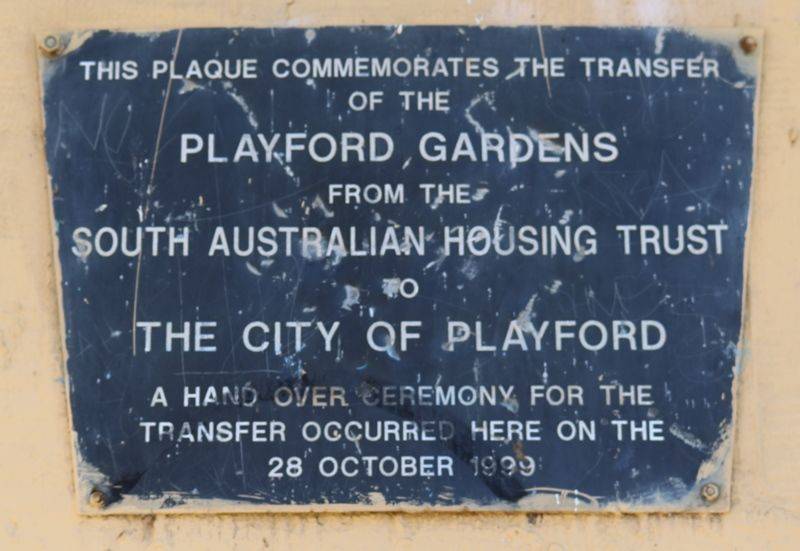 THIS PLAQUE COMMEMORATES THE TRANSFER
OF THE
PLAYFORD GARDENS
FROM THE
SOUTH AUSTRALIAN HOUSING TRUST
TO
THE CITY OF PLAYFORD
A HAND OVER CEREMONY FOR THE
TRANSFER OCCURRED HERE ON THE
28 OCTOBER 1999